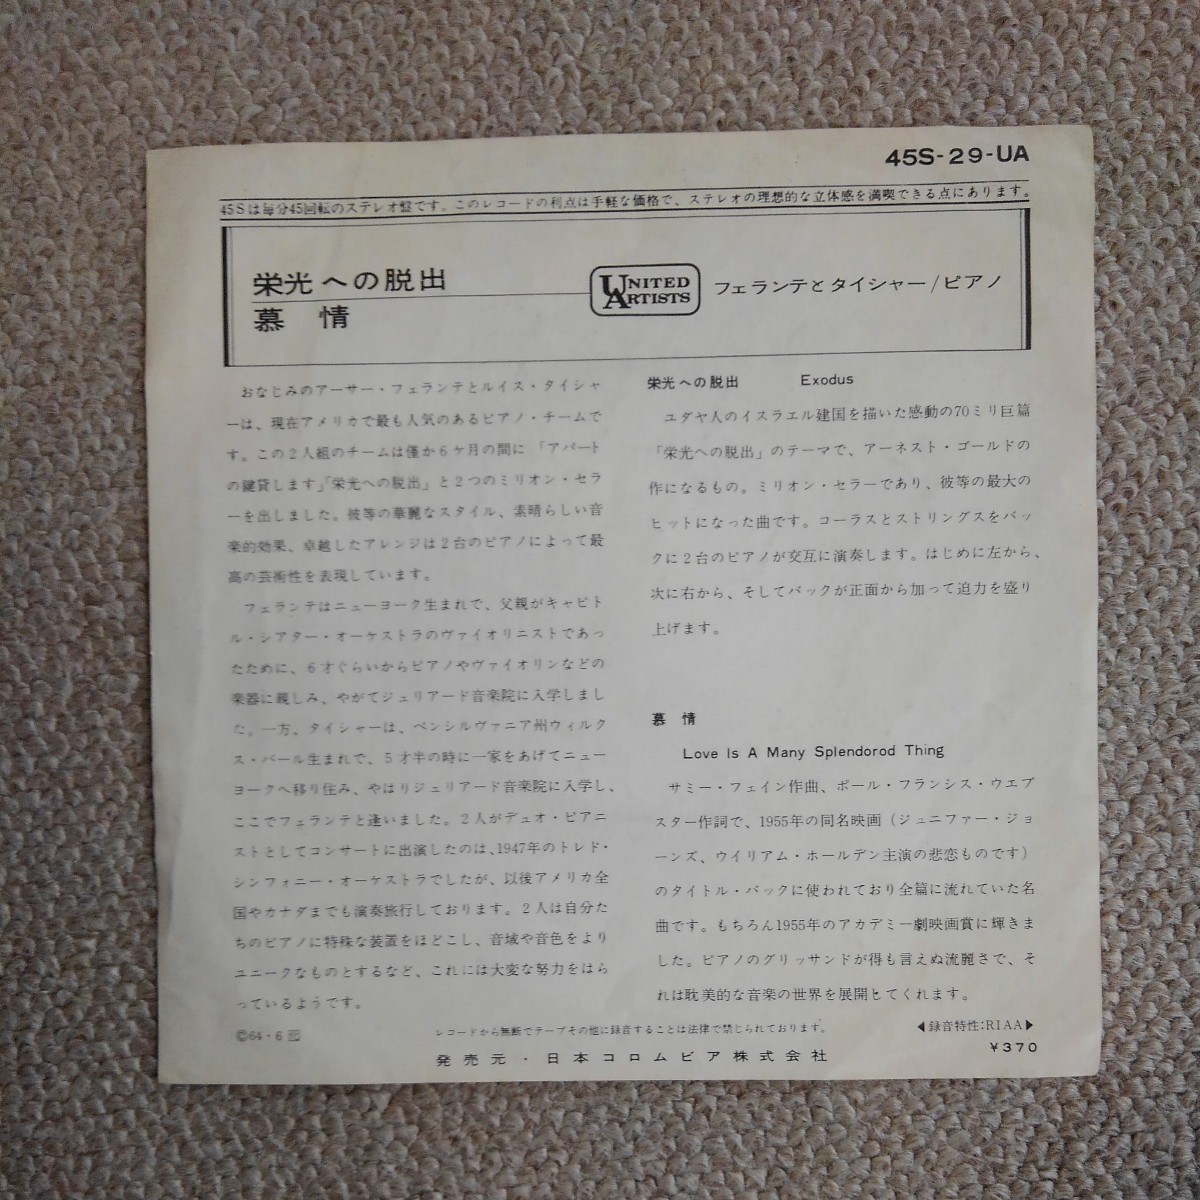 45S-29-UA
45Sは毎分45回転のステレオ盤です。このレコードの利点は手軽な価格で、ステレオの理想的な立体感を満喫できる点にあります。
栄光への脱出
慕 情
UNITED ARTISTS
フェランテとタイシャー/ピアノ
おなじみのアーサー・フェランテとルイス・タイシャ
ーは、現在アメリカで最も人気のあるピアノ・チームで
す。この2人組のチームは僅か6ケ月の間に「アパート
の鍵貸します」「栄光への脱出」と2つのミリオン・セラ
ーを出しました。彼等の華麗なスタイル、素晴らしい音
楽的効果、卓越したアレンジは2台のピアノによって最
高の芸術性を表現しています。
フェランテはニューヨーク生まれで、父親がキャピト
ル・シアター・オーケストラのヴァイオリニストであっ
たために、6才ぐらいからピアノやヴァイオリンなどの
楽器に親しみ、やがてジュリアード音楽院に入学しまし
た。一方、タイシャーは、ペンシルヴァニア州ウィルク
ス・バール生まれで、5才半の時に一家をあげてニュー
ヨークへ移り住み、やはりジュリアード音楽院に入学し、
ここでフェランテと逢いました。2人がデュオ・ピアニ
ストとしてコンサートに出演したのは、1947年のトレド・
シンフォニー・オーケストラでしたが、以後アメリカ全
国やカナダまでも演奏旅行しております。2人は自分た
ちのピアノに特殊な装置をほどこし、音域や音色をより
ユニークなものとするなど、これには大変な努力をはら
っているようです。
栄光への脱出 Exodus
ユダヤ人のイスラエル建国を描いた感動の70ミリ巨篇
「栄光への脱出」のテーマで、アーネスト・ゴールドの
作になるもの。ミリオン・セラーであり、彼等の最大の
ヒットになった曲です。コーラスとストリングスをバッ
クに2台のピアノが交互に演奏します。はじめに左から、
次に右から、そしてバックが正面から加って迫力を盛り
上げます。
慕 情
Love Is A Many Splendorod Thing
サミー・フェイン作曲、ポール・フランシス・ウエブ
スター作詞で、1955年の同名映画(ジュニファー・ジョ
ーンズ、ウイリアム・ホールデン主演の悲恋ものです)
のタイトル・バックに使われており全篇に流れていた名
曲です。もちろん1955年のアカデミー劇映画賞に輝きま
した。ピアノのグリッサンドが得も言えぬ流麗さで、そ
れは耽美的な音楽の世界を展開してくれます。
Ⓒ64・6
レコードから無断でテープその他に録音することは法律で禁じられております。
◀録音特性:RIAA▶
¥370
発売元・日本コロムビア株式会社